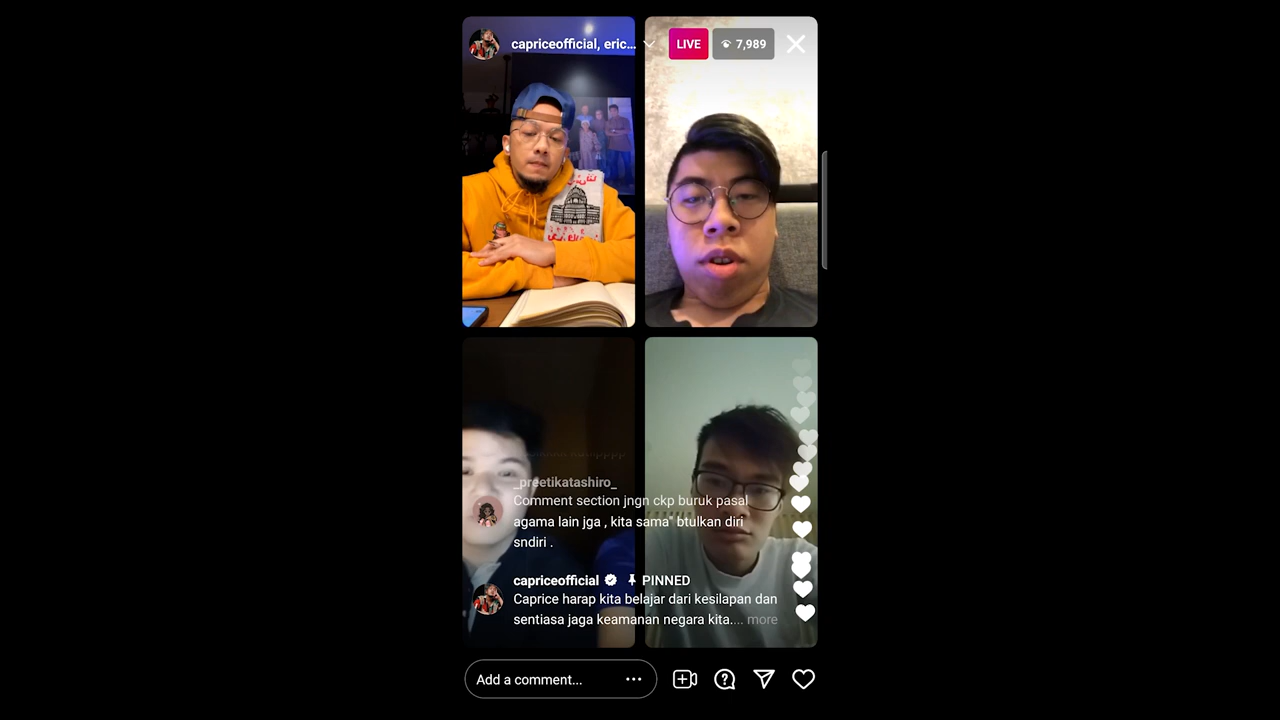 capriceofficial, eric...
LIVE
7,989
_preetikatashiro_
Comment section jngn ckp buruk pasal
agama lain jga , kita sama" btulkan diri
sndiri .
capriceofficial PINNED
Caprice harap kita belajar dari kesilapan dan
sentiasa jaga keamanan negara kita.... more
Add a comment...